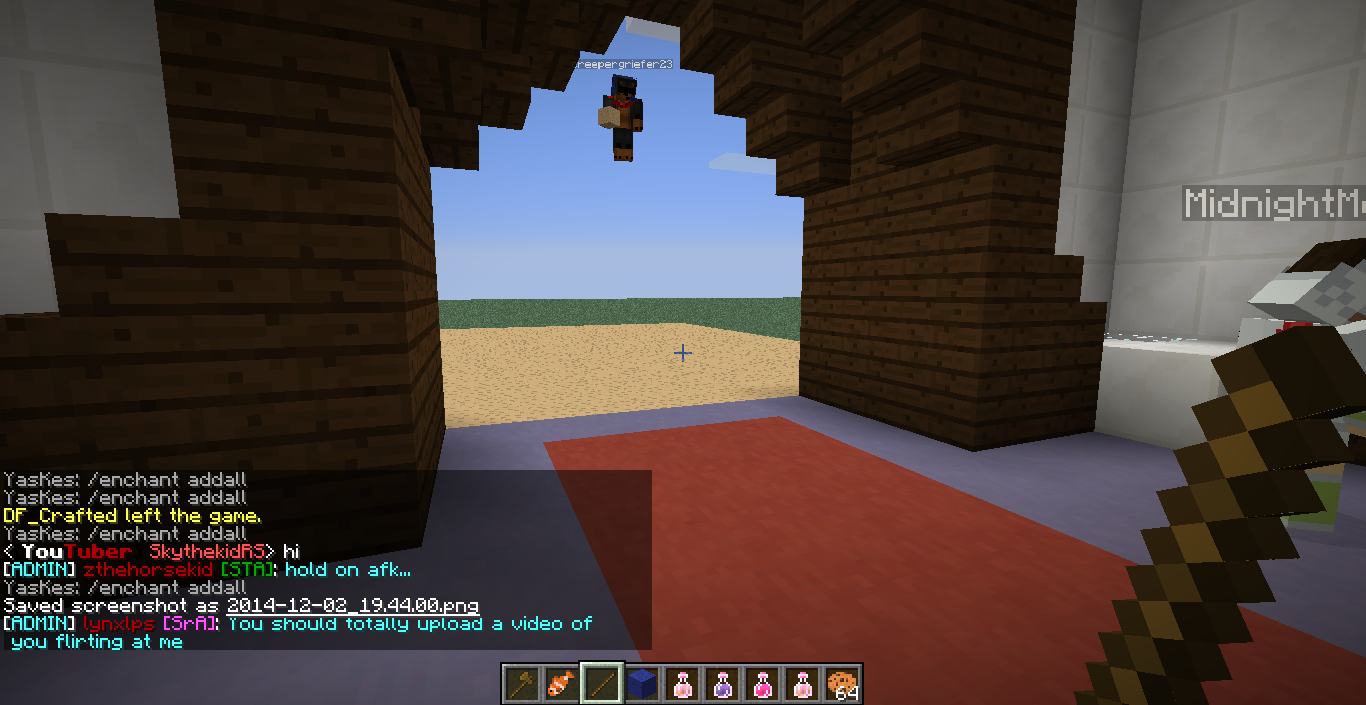 reepergriefer23
MidnightM
YasKes: /enchant addall
YasKes: /enchant addall
DF_Crafted left the game.
YasKes: /enchant addall
< YouTuber SkythekidRS> hi
[ADMIN] zthehorsekid [STA]: hold on afk...
YasKes: /enchant addall
Saved screenshot as 2014-12-02_19.44.00.png
[ADMIN] lynxlps [SrA]: You should totally upload a video of
you flirting at me
64